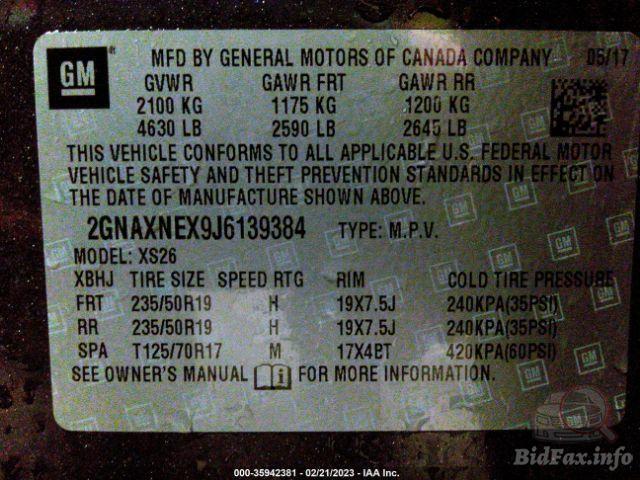 GM ® MFD BY GENERAL MOTORS OF CANADA COMPANY 05/17
GVWR GAWR FRT GAWR RR
2100 KG 1175 KG 1200 KG
4630 LB 2590 LB 2645 LB
THIS VEHICLE CONFORMS TO ALL APPLICABLE U.S. FEDERAL MOTOR
VEHICLE SAFETY AND THEFT PREVENTION STANDARDS IN EFFECT ON
THE DATE OF MANUFACTURE SHOWN ABOVE.
2GNAXNEX9J6139384 TYPE: M.P.V.
MODEL: XS26
XBHJ TIRE SIZE SPEED RTG RIM COLD TIRE PRESSURE
FRT 235/50R19 H 19X7.5J 240KPA(35PSI)
RR 235/50R19 H 19X7.5J 240KPA(35PSI)
SPA T125/70R17 M 17X4BT 420KPA(60PSI)
SEE OWNER'S MANUAL FOR MORE INFORMATION.
BidFax.info
000-35942381 - 02/21/2023 - IAA Inc.